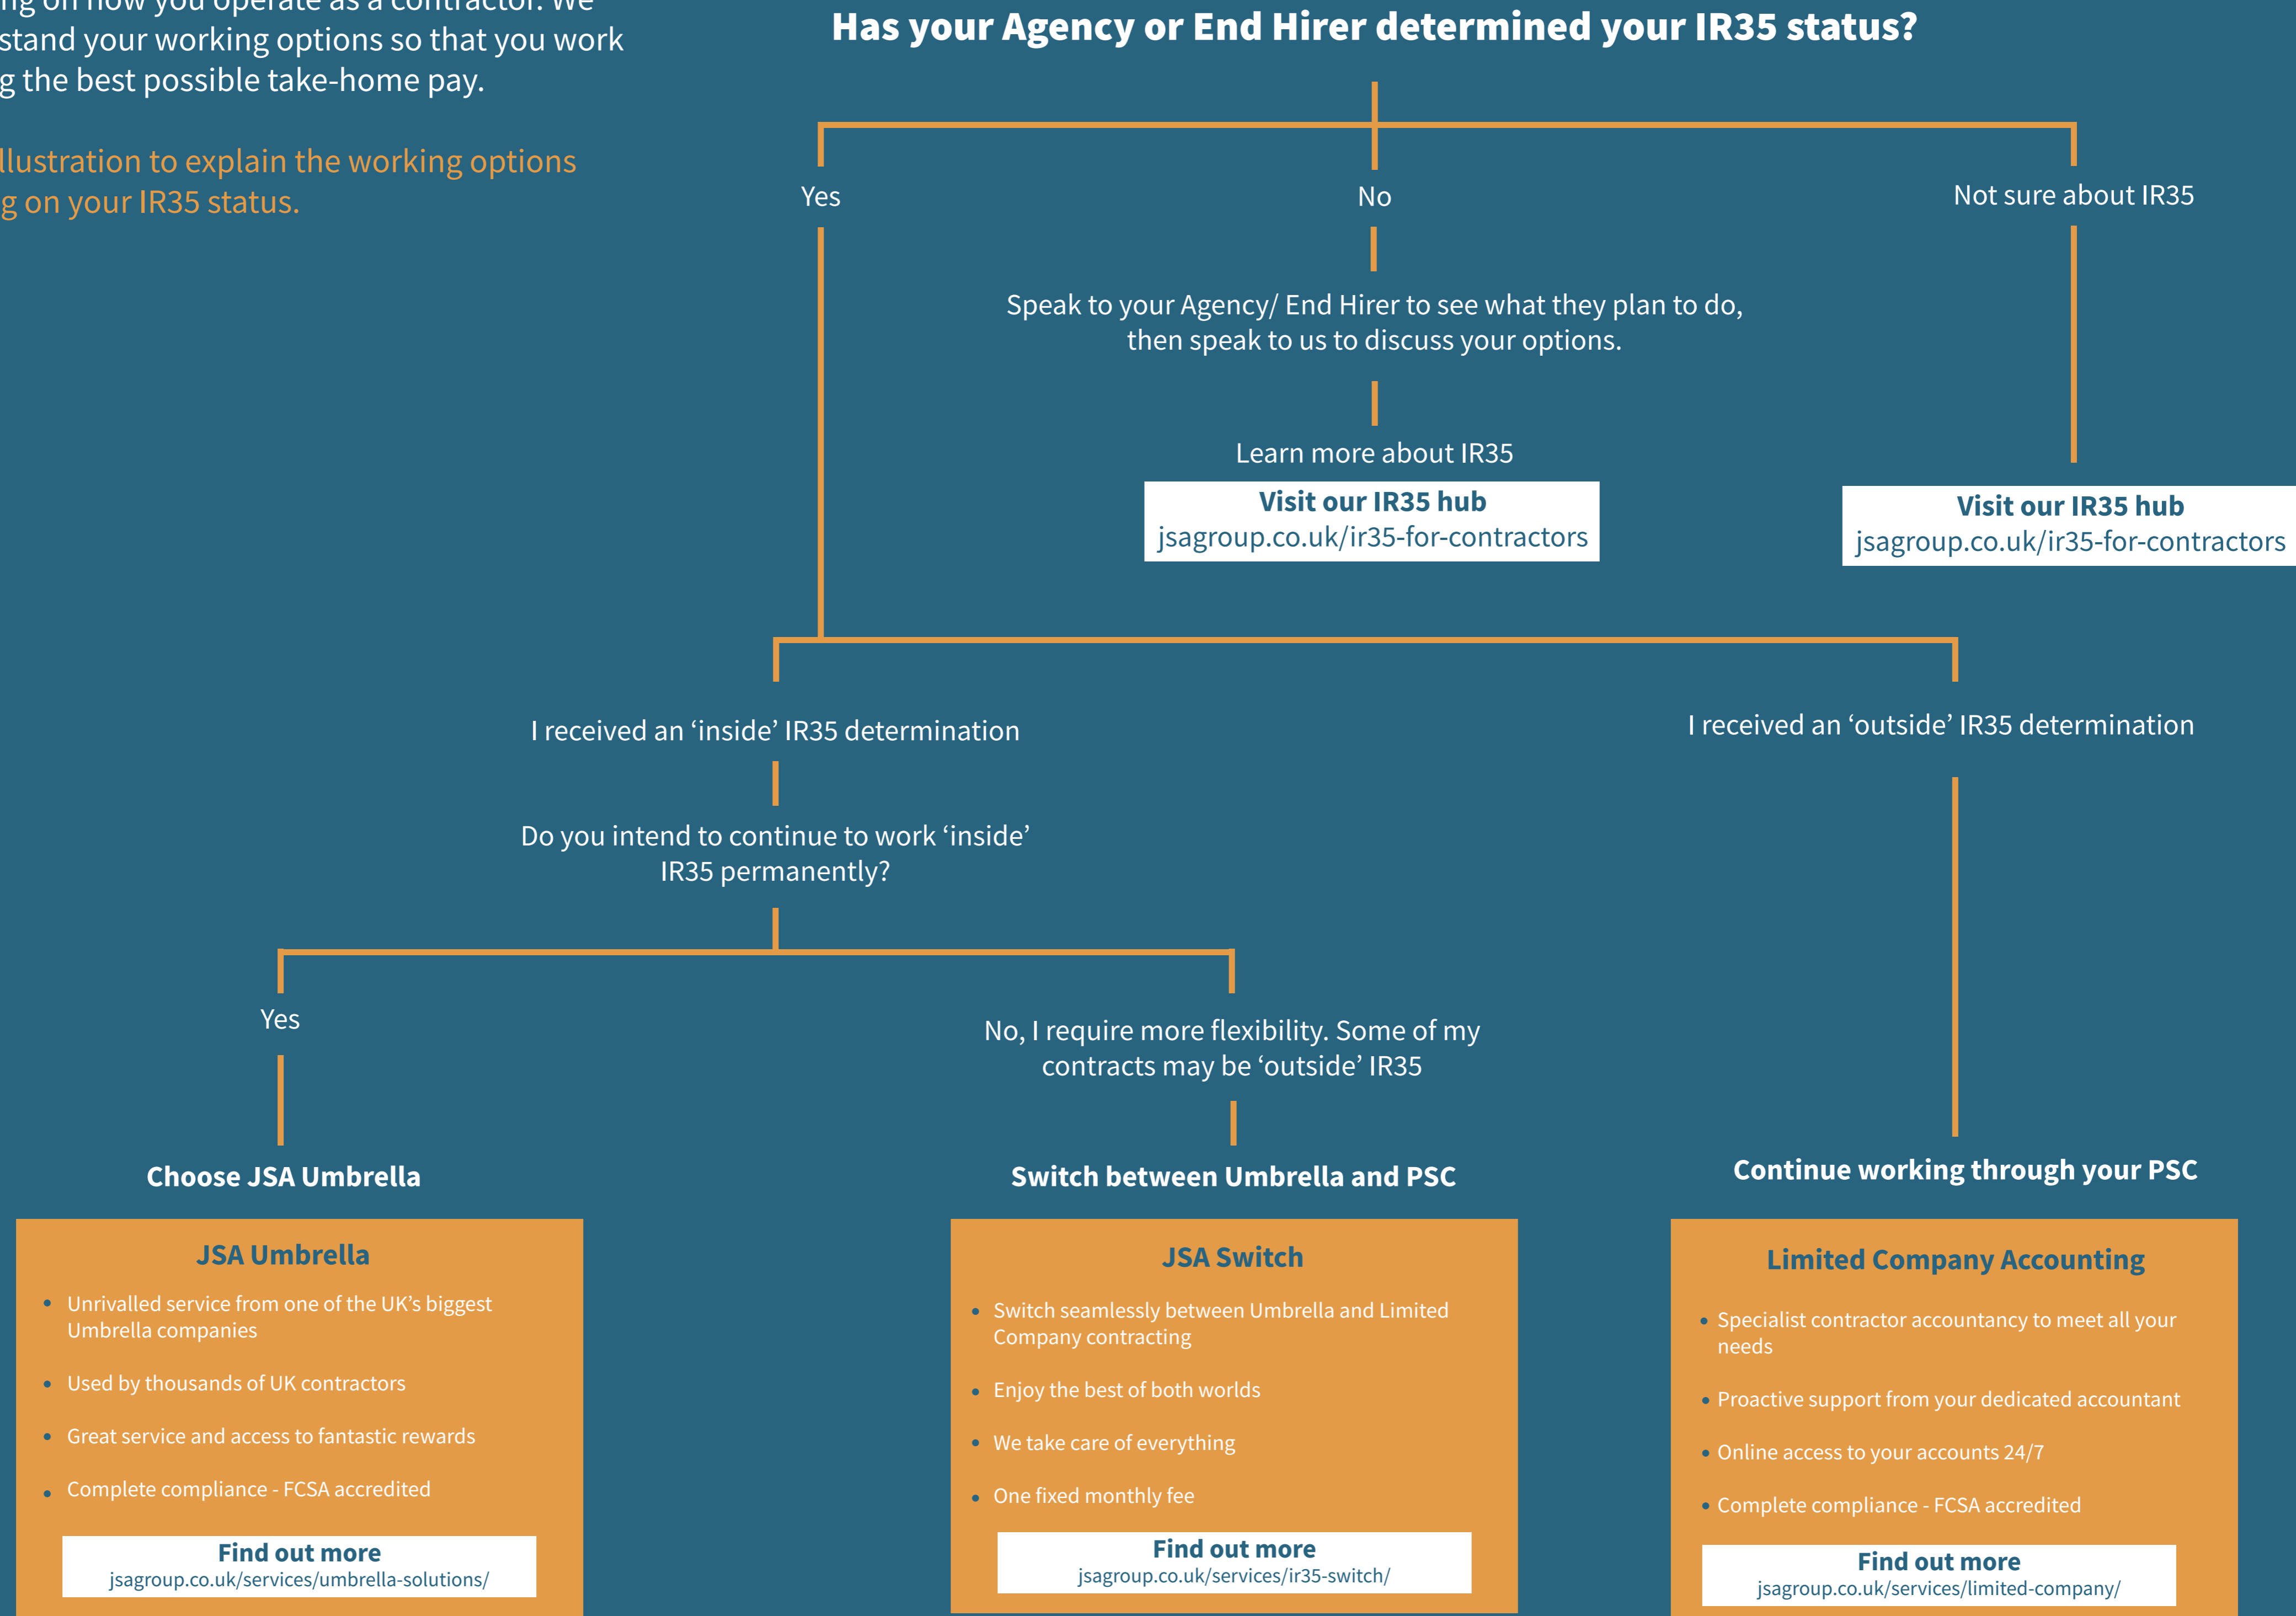 ng on how you operate as a contractor. We
stand your working options so that you work
g the best possible take-home pay.
llustration to explain the working options
g on your IR35 status.
Has your Agency or End Hirer determined your IR35 status?
Yes
No
Not sure about IR35
Speak to your Agency/ End Hirer to see what they plan to do,
then speak to us to discuss your options.
Learn more about IR35
Visit our IR35 hub
jsagroup.co.uk/ir35-for-contractors
Visit our IR35 hub
jsagroup.co.uk/ir35-for-contractors
I received an ‘inside’ IR35 determination
I received an ‘outside’ IR35 determination
Do you intend to continue to work ‘inside’
IR35 permanently?
Yes
No, I require more flexibility. Some of my
contracts may be ‘outside’ IR35
Choose JSA Umbrella
JSA Umbrella
• Unrivalled service from one of the UK’s biggest
Umbrella companies
• Used by thousands of UK contractors
• Great service and access to fantastic rewards
• Complete compliance - FCSA accredited
Find out more
jsagroup.co.uk/services/umbrella-solutions/
Switch between Umbrella and PSC
JSA Switch
• Switch seamlessly between Umbrella and Limited
Company contracting
• Enjoy the best of both worlds
• We take care of everything
• One fixed monthly fee
Find out more
jsagroup.co.uk/services/ir35-switch/
Continue working through your PSC
Limited Company Accounting
• Specialist contractor accountancy to meet all your
needs
• Proactive support from your dedicated accountant
• Online access to your accounts 24/7
• Complete compliance - FCSA accredited
Find out more
jsagroup.co.uk/services/limited-company/